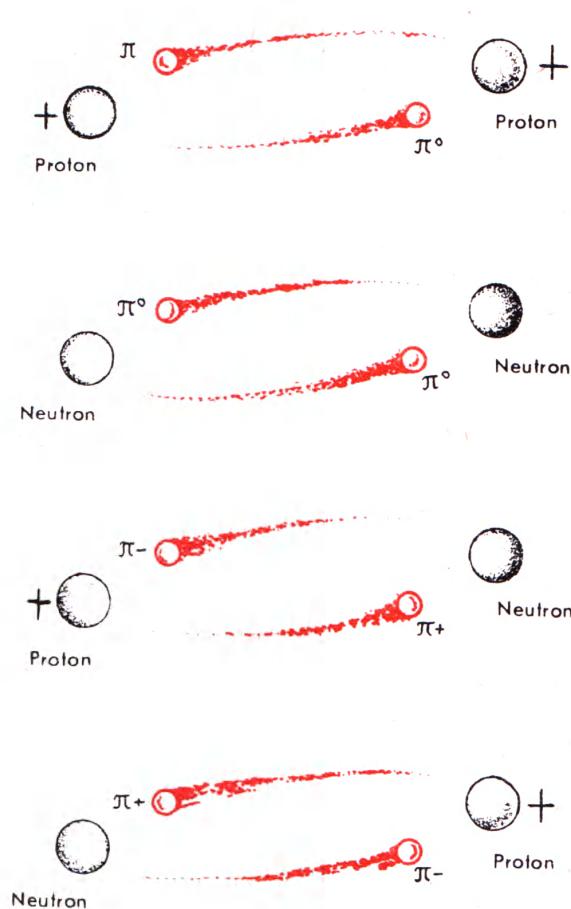 π
+
+
Proton
Proton
π°
π°
Neutron
π°
Neutron
π-
+
Neutron
π+
Proton
π+
+
Proton
π-
Neutron